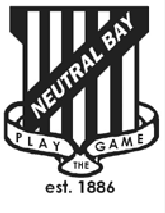 NEUTRAL BAY
PLAY THE GAME
est. 1886